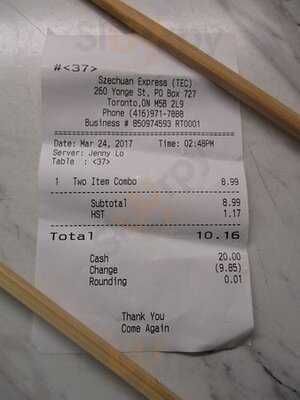 #<37>
Szechuan Express (TEC)
260 Yonge St, PO Box 727
Toronto,ON M5B 2L9
Phone (416)971-7888
Business # 850974593 RT0001
Date: Mar 24, 2017 Time: 02:48PM
Server: Jenny Lo
Table : <37>
1 Two Item Combo 8.99
Subtotal 8.99
HST 1.17
Total 10.16
Cash 20.00
Change (9.85)
Rounding 0.01
Thank You
Come Again